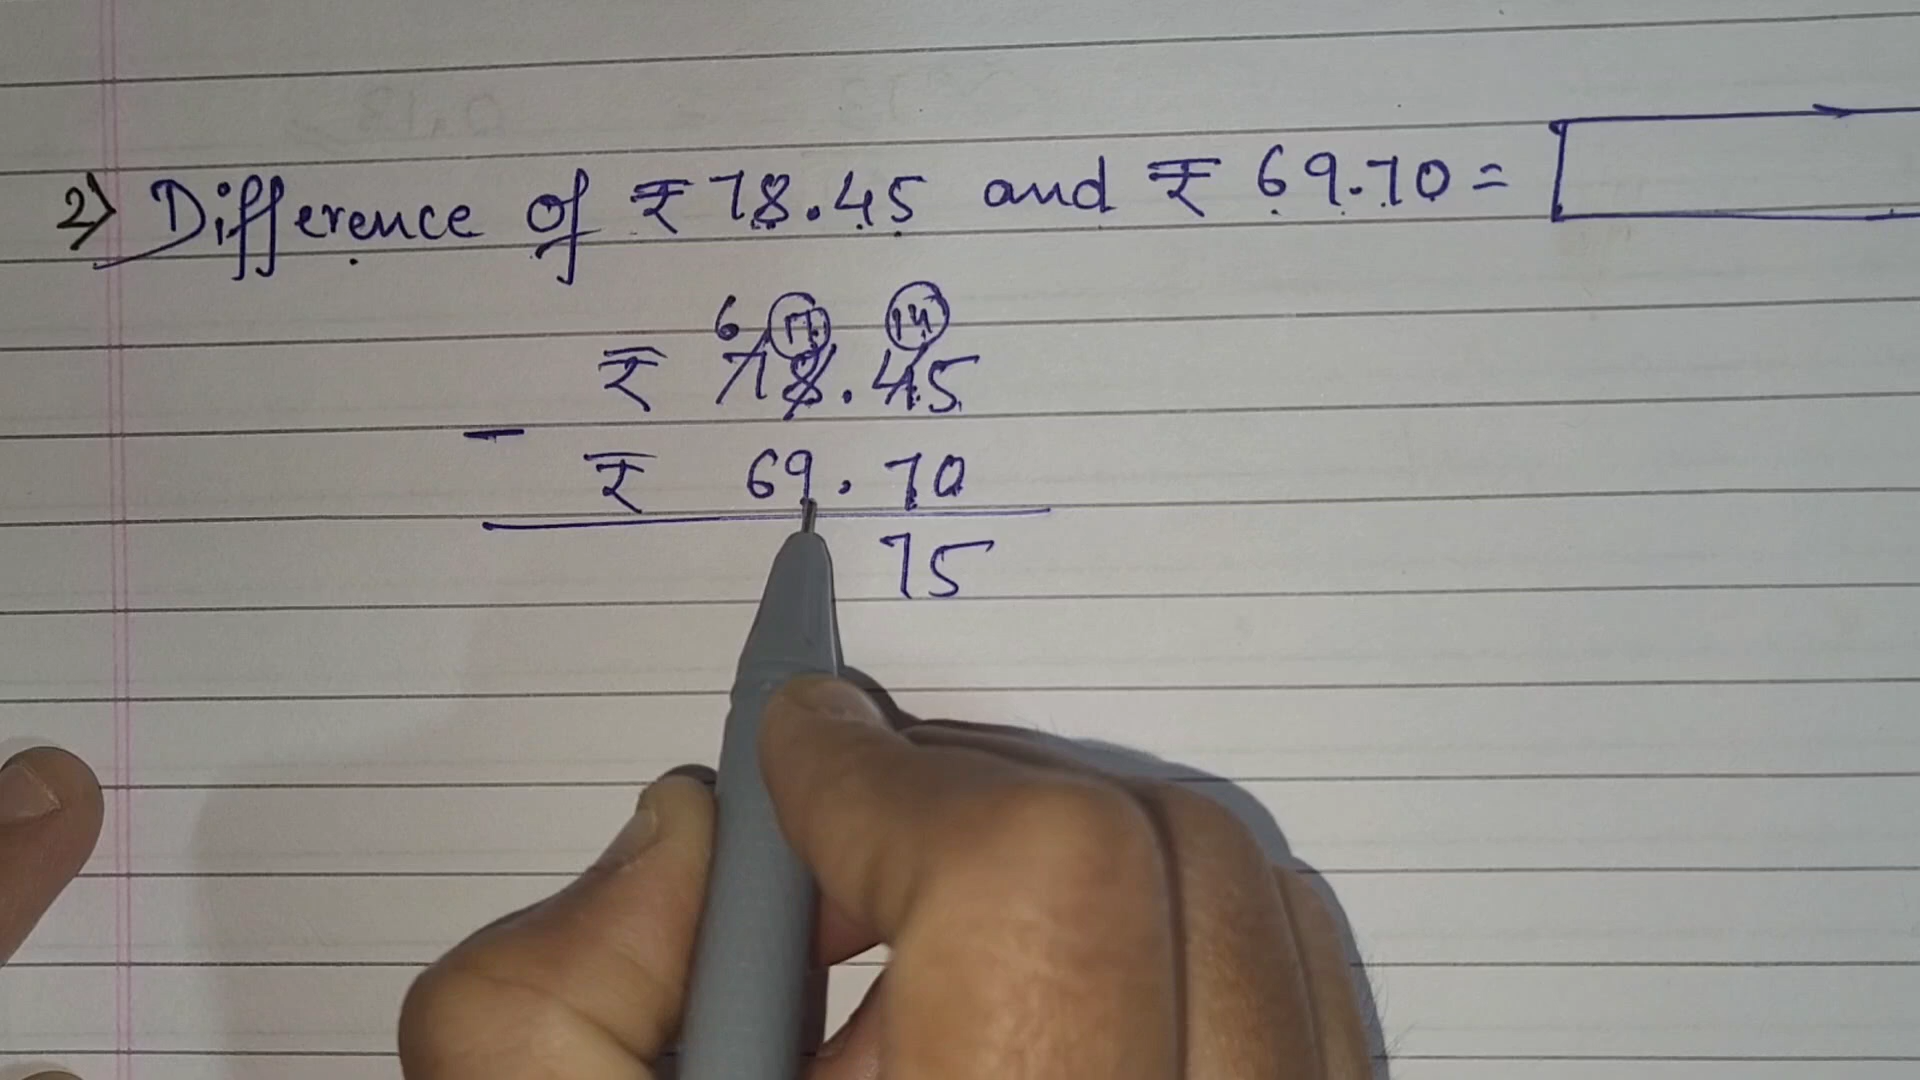 2) Difference of ₹ 78.45 and ₹ 69.70 =
6 17 14
₹ 78.45
-
₹ 69.70
75